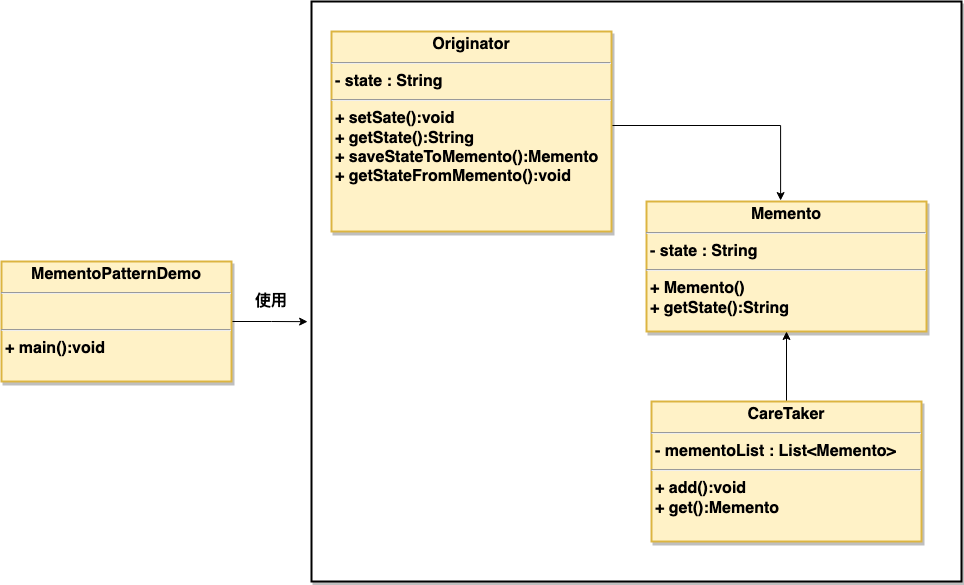 Originator
- state : String
+ setSate():void
+ getState():String
+ saveStateToMemento():Memento
+ getStateFromMemento():void
Memento
- state : String
+ Memento()
+ getState():String
MementoPatternDemo
+ main():void
使用
CareTaker
- mementoList : List<Memento>
+ add():void
+ get():Memento